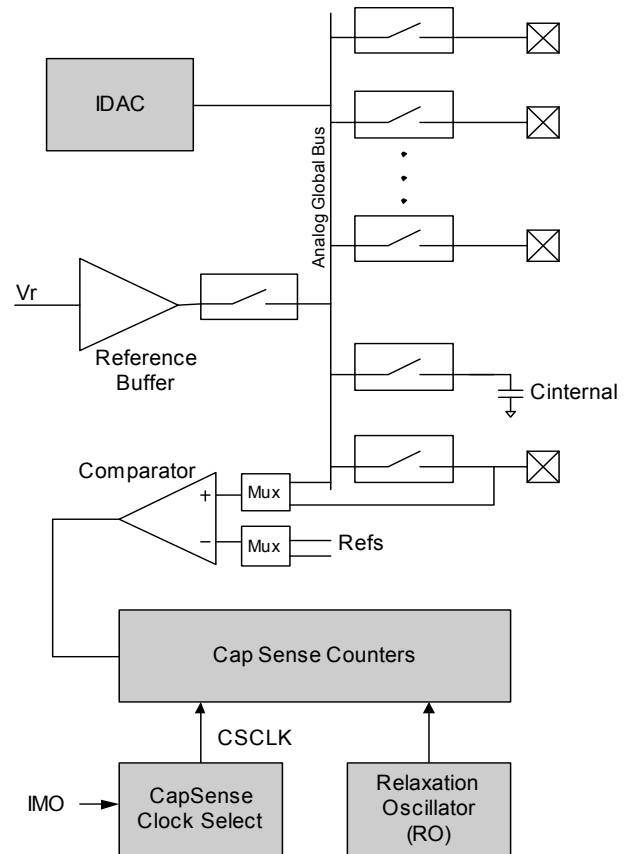 IDAC
Analog Global Bus
Vr
Reference
Buffer
Cinternal
Comparator
+
Mux
−
Mux
Refs
Cap Sense Counters
CSCLK
IMO
CapSense
Clock Select
Relaxation
Oscillator
(RO)